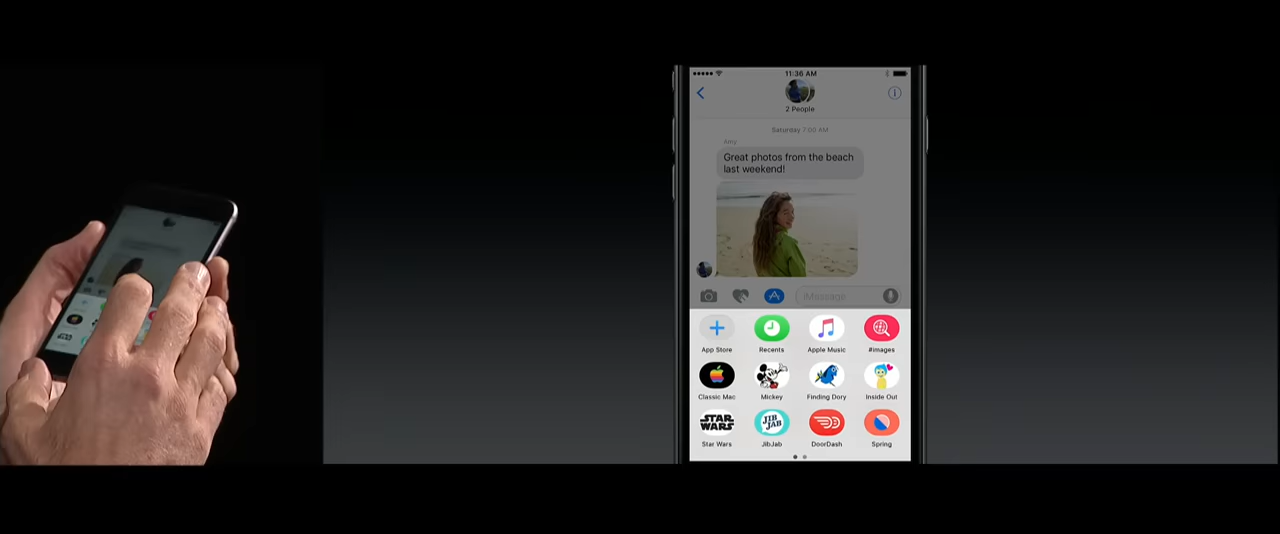 11:36 AM
2 People
Saturday 7:00 AM
Amy
Great photos from the beach
last weekend!
iMessage
App Store
Recents
Apple Music
#images
Classic Mac
Mickey
Finding Dory
Inside Out
STAR
WARS
JIB
JAB
Star Wars
JibJab
DoorDash
Spring